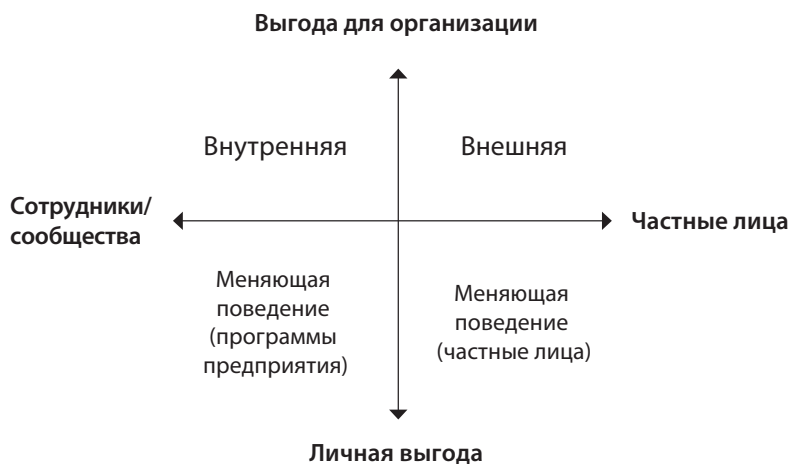 Выгода для организации
Внутренняя
Внешняя
Сотрудники/
сообщества
Частные лица
Меняющая
поведение
(программы
предприятия)
Меняющая
поведение
(частные лица)
Личная выгода